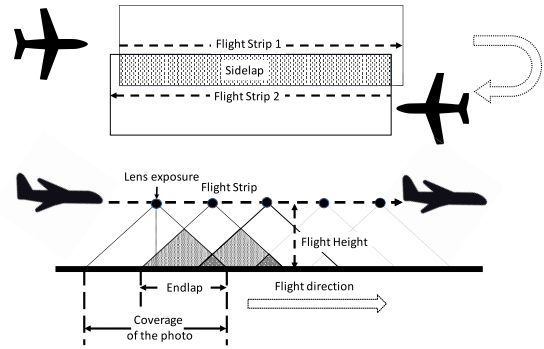 Flight Strip 1
Sidelap
Flight Strip 2
Lens exposure
Flight Strip
Flight Height
Endlap
Flight direction
Coverage
of the photo